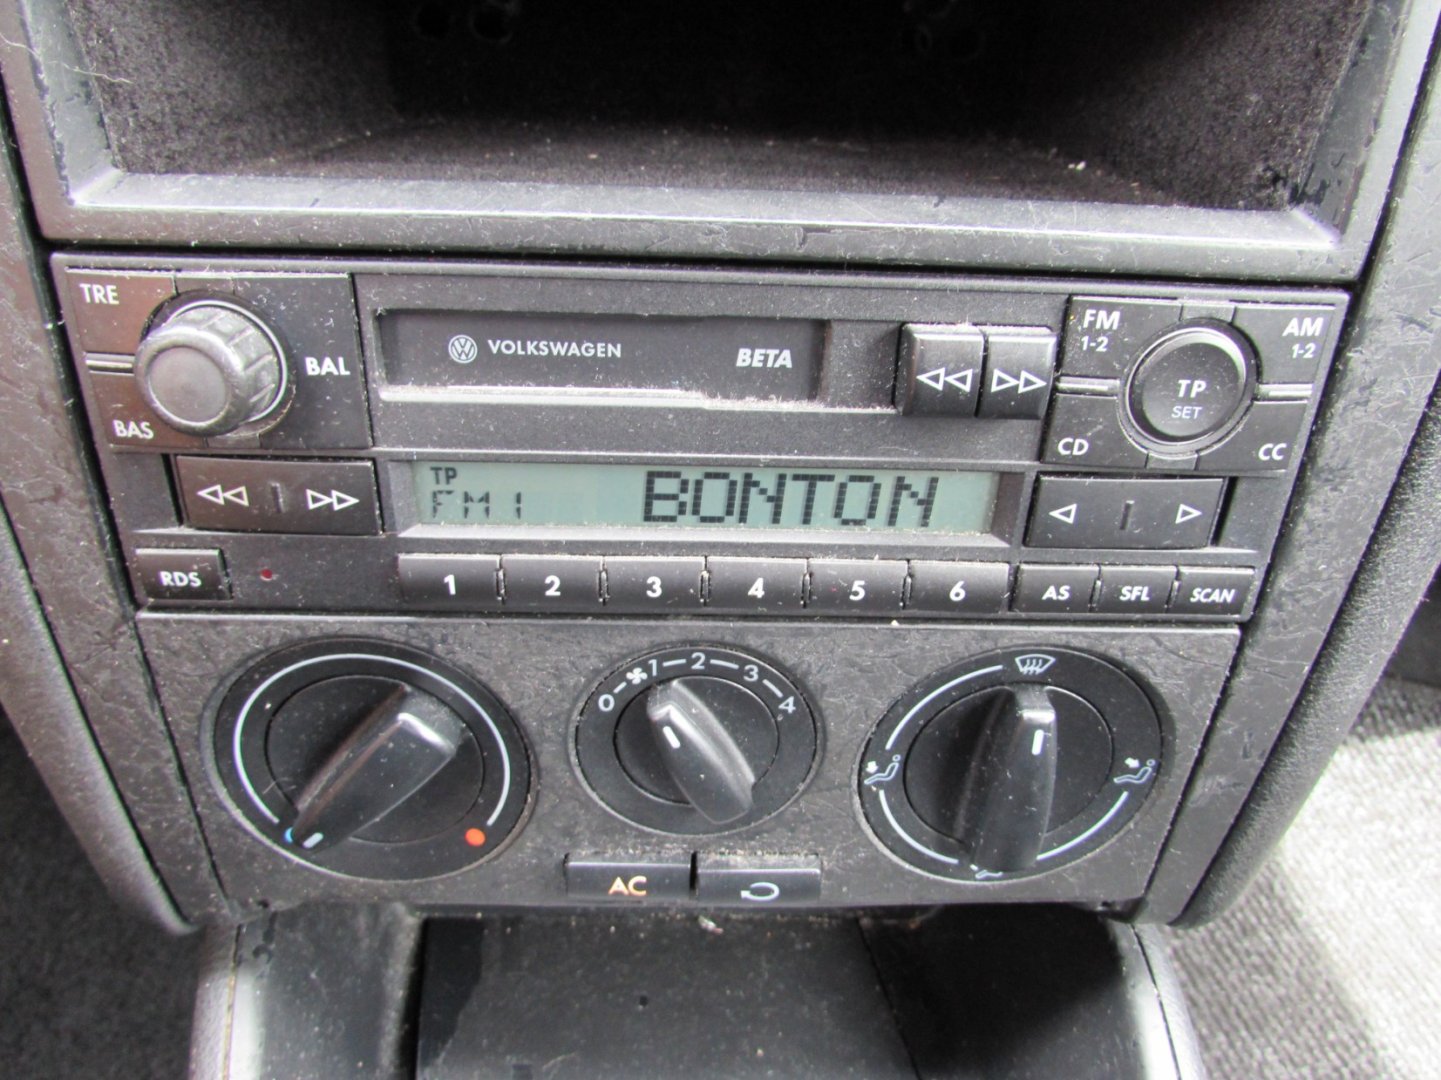 TRE
BAL
BAS
VOLKSWAGEN BETA
FM
1-2
AM
1-2
TP
SET
CD
CC
TP
FM1 BONTON
RDS
1 2 3 4 5 6 AS SFL SCAN
0 1 2 3 4
AC